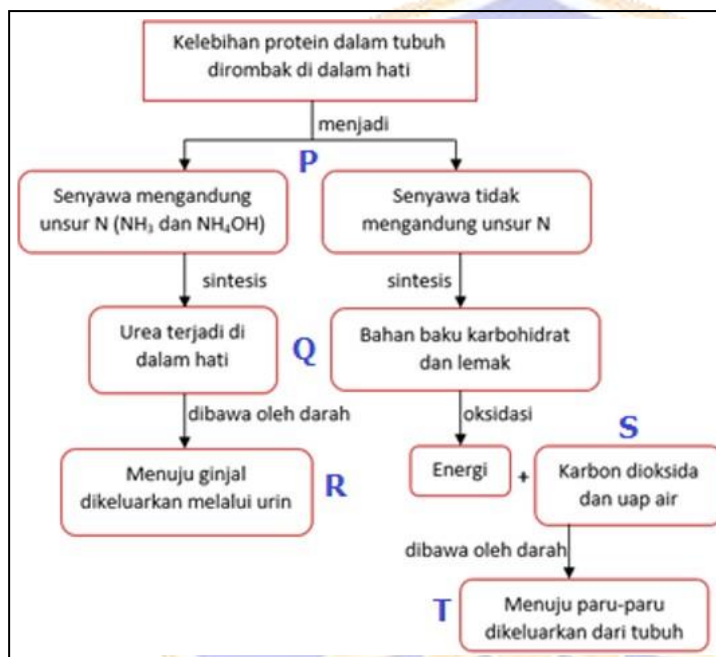 Kelebihan protein dalam tubuh
dirombak di dalam hati
menjadi
P
Senyawa mengandung
unsur N (NH₃ dan NH₄OH)
Senyawa tidak
mengandung unsur N
sintesis
sintesis
Urea terjadi di
dalam hati
Q
Bahan baku karbohidrat
dan lemak
dibawa oleh darah
oksidasi
S
Menuju ginjal
dikeluarkan melalui urin
R
Energi
+
Karbon dioksida
dan uap air
dibawa oleh darah
T
Menuju paru-paru
dikeluarkan dari tubuh